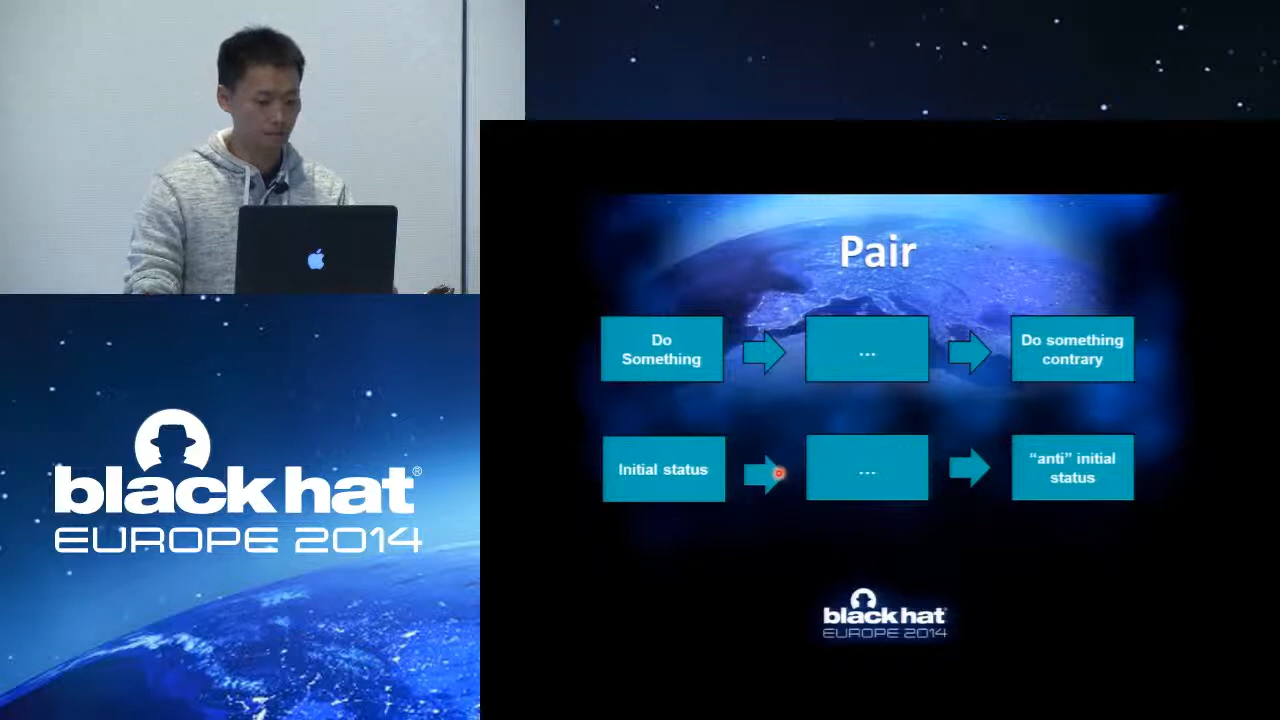 Pair
Do
Something
...
Do something
contrary
Initial status
...
“anti” initial
status
black hat®
EUROPE 2014
black hat®
EUROPE 2014